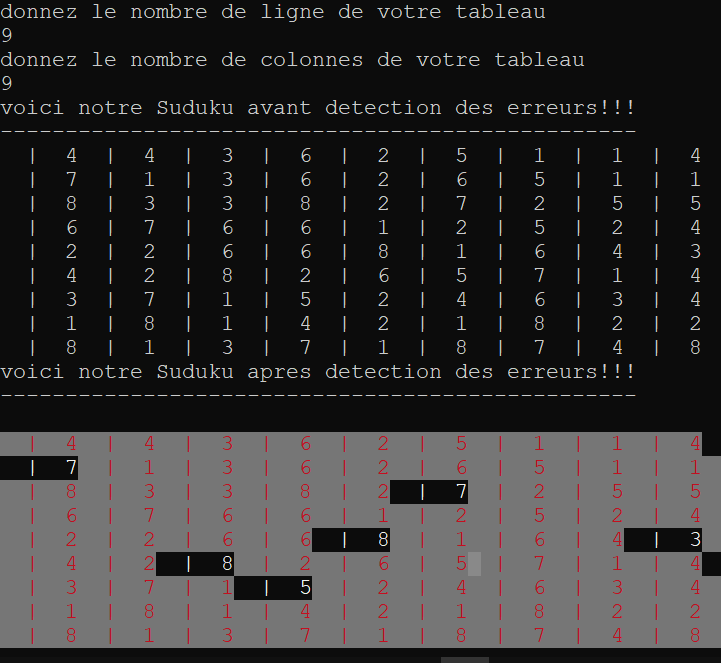 donnez le nombre de ligne de votre tableau
9
donnez le nombre de colonnes de votre tableau
9
voici notre Suduku avant detection des erreurs!!!
-------------------------------------------------
| 4 | 4 | 3 | 6 | 2 | 5 | 1 | 1 | 4
| 7 | 1 | 3 | 6 | 2 | 6 | 5 | 1 | 1
| 8 | 3 | 3 | 8 | 2 | 7 | 2 | 5 | 5
| 6 | 7 | 6 | 6 | 1 | 2 | 5 | 2 | 4
| 2 | 2 | 6 | 6 | 8 | 1 | 6 | 4 | 3
| 4 | 2 | 8 | 2 | 6 | 5 | 7 | 1 | 4
| 3 | 7 | 1 | 5 | 2 | 4 | 6 | 3 | 4
| 1 | 8 | 1 | 4 | 2 | 1 | 8 | 2 | 2
| 8 | 1 | 3 | 7 | 1 | 8 | 7 | 4 | 8
voici notre Suduku apres detection des erreurs!!!
-------------------------------------------------
| 4 | 4 | 3 | 6 | 2 | 5 | 1 | 1 | 4
| 7 | 1 | 3 | 6 | 2 | 6 | 5 | 1 | 1
| 8 | 3 | 3 | 8 | 2 | 7 | 2 | 5 | 5
| 6 | 7 | 6 | 6 | 1 | 2 | 5 | 2 | 4
| 2 | 2 | 6 | 6 | 8 | 1 | 6 | 4 | 3
| 4 | 2 | 8 | 2 | 6 | 5 | 7 | 1 | 4
| 3 | 7 | 1 | 5 | 2 | 4 | 6 | 3 | 4
| 1 | 8 | 1 | 4 | 2 | 1 | 8 | 2 | 2
| 8 | 1 | 3 | 7 | 1 | 8 | 7 | 4 | 8